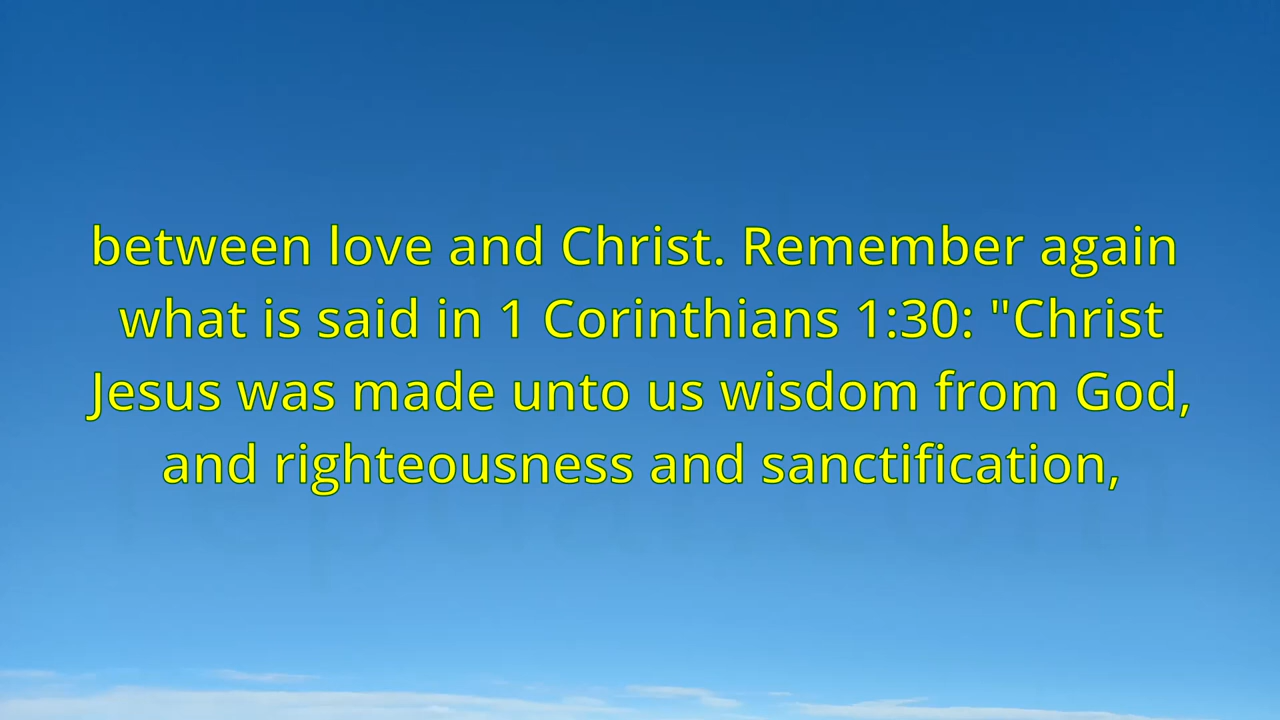 between love and Christ. Remember again
what is said in 1 Corinthians 1:30: "Christ
Jesus was made unto us wisdom from God,
and righteousness and sanctification,